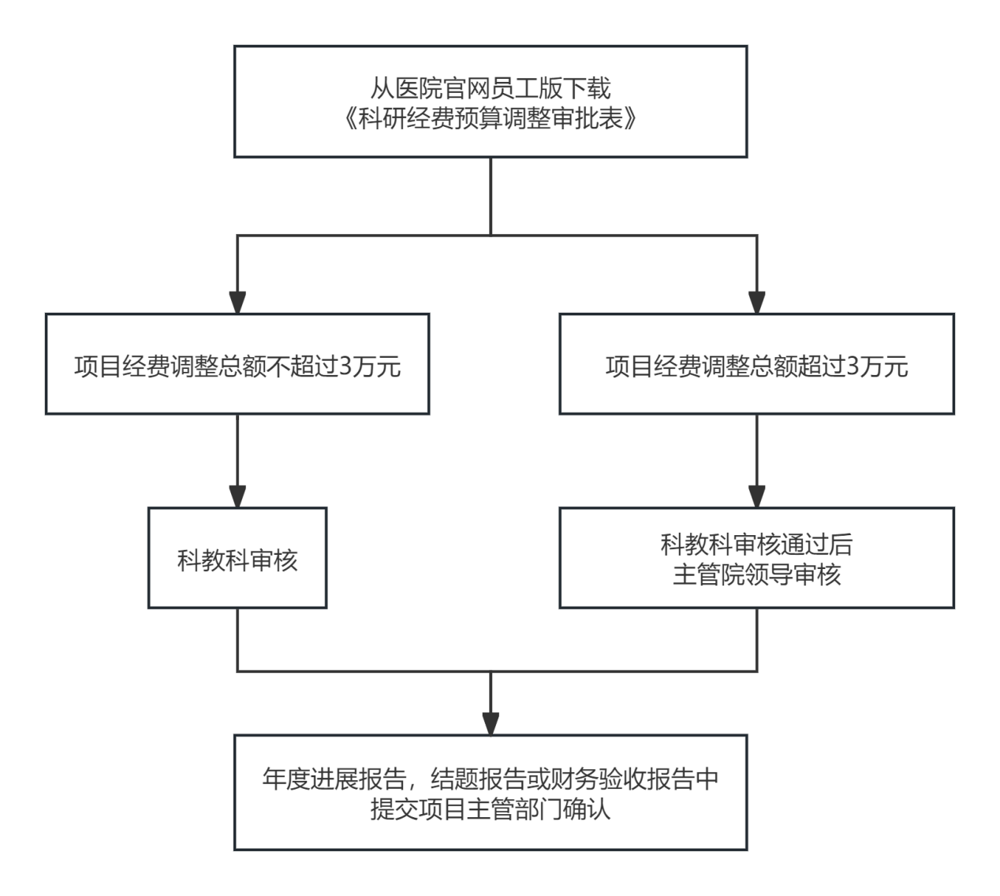 从医院官网员工版下载
《科研经费预算调整审批表》
项目经费调整总额不超过3万元
项目经费调整总额超过3万元
科教科审核
科教科审核通过后
主管院领导审核
年度进展报告，结题报告或财务验收报告中
提交项目主管部门确认